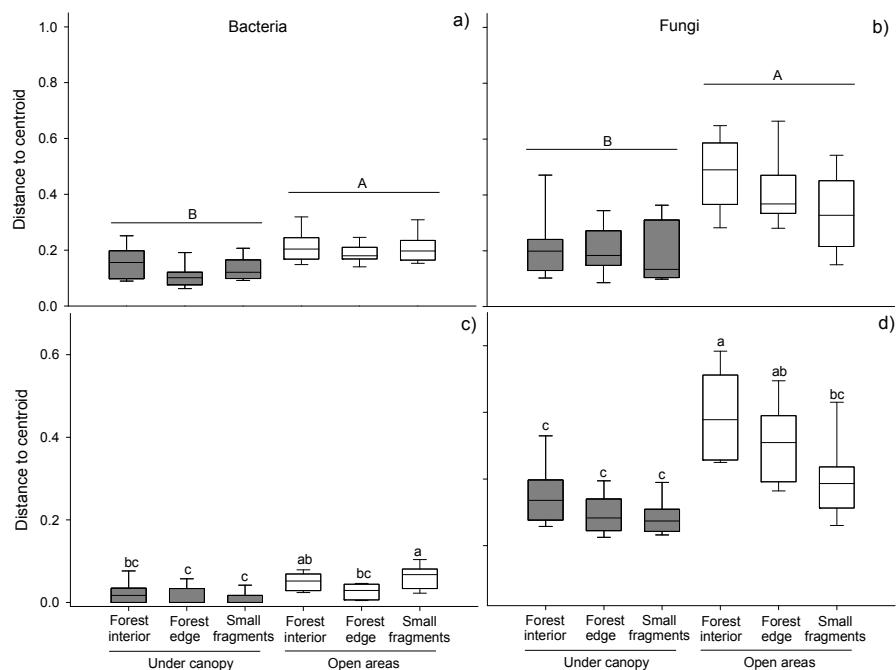 Bacteria
a)
Fungi
b)
Distance to centroid
1.0
0.8
0.6
0.4
0.2
0.0
B
A
B
A
c)
d)
Distance to centroid
0.6
0.4
0.2
0.0
bc
c
c
ab
bc
a
c
c
c
a
ab
bc
Forest interior
Forest edge
Small fragments
Forest interior
Forest edge
Small fragments
Under canopy
Open areas
Forest interior
Forest edge
Small fragments
Forest interior
Forest edge
Small fragments
Under canopy
Open areas